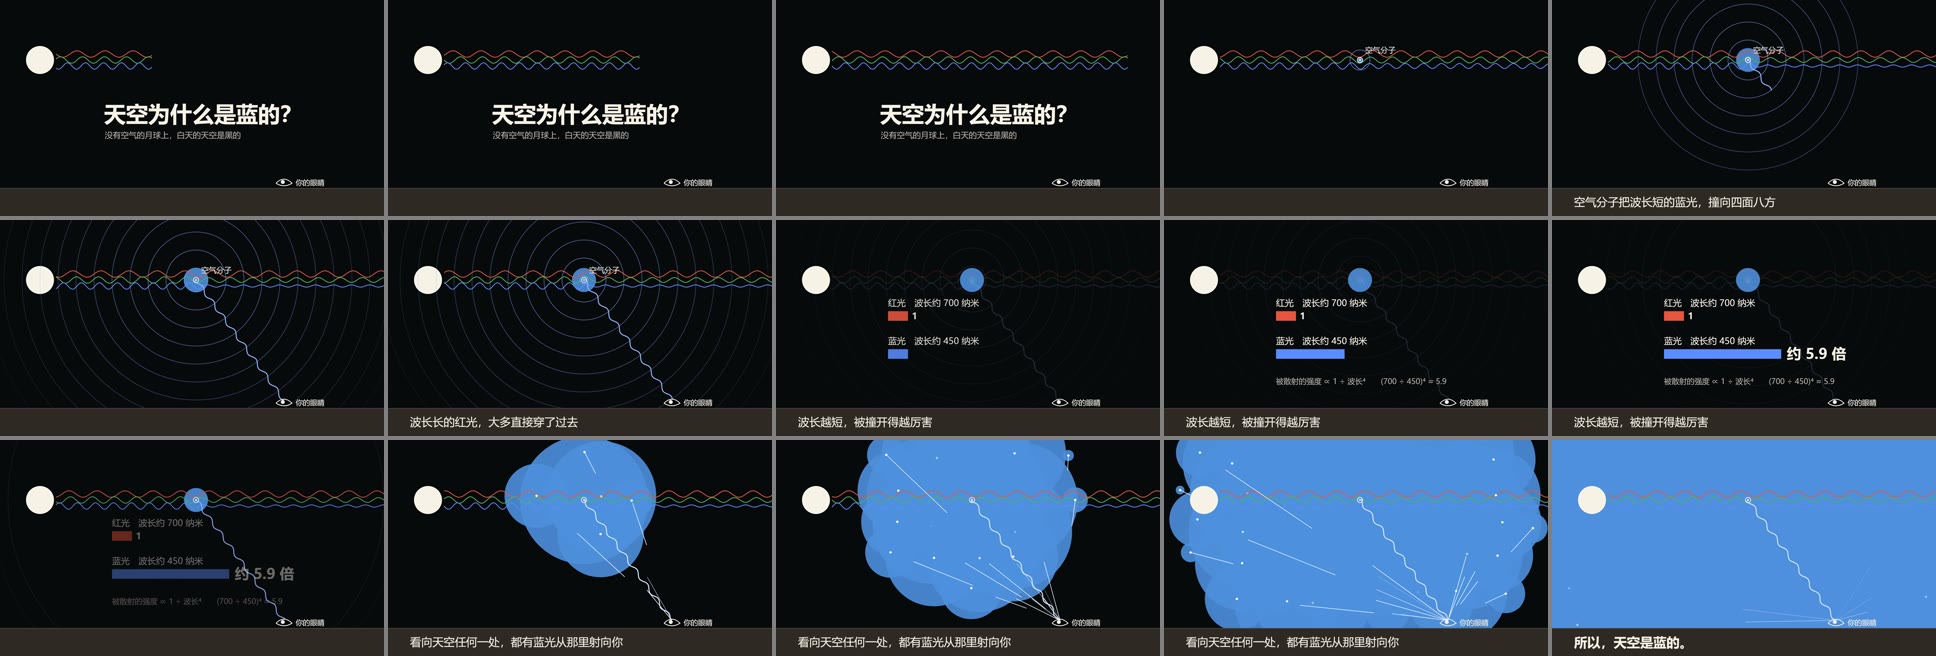 天空为什么是蓝的?
没有空气的月球上，白天的天空是黑的
你的眼睛
天空为什么是蓝的?
没有空气的月球上，白天的天空是黑的
你的眼睛
天空为什么是蓝的?
没有空气的月球上，白天的天空是黑的
你的眼睛
空气分子
你的眼睛
空气分子
你的眼睛
空气分子把波长短的蓝光，撞向四面八方
空气分子
你的眼睛
空气分子
你的眼睛
波长长的红光，大多直接穿了过去
红光 波长约 700 纳米
1
蓝光 波长约 450 纳米
你的眼睛
波长越短，被撞开得越厉害
红光 波长约 700 纳米
1
蓝光 波长约 450 纳米
被散射的强度 ∝ 1 ÷ 波长⁴ (700 ÷ 450)⁴ = 5.9
你的眼睛
波长越短，被撞开得越厉害
红光 波长约 700 纳米
1
蓝光 波长约 450 纳米
约 5.9 倍
被散射的强度 ∝ 1 ÷ 波长⁴ (700 ÷ 450)⁴ = 5.9
你的眼睛
波长越短，被撞开得越厉害
红光 波长约 700 纳米
1
蓝光 波长约 450 纳米
约 5.9 倍
被散射的强度 ∝ 1 ÷ 波长⁴ (700 ÷ 450)⁴ = 5.9
你的眼睛
你的眼睛
看向天空任何一处，都有蓝光从那里射向你
你的眼睛
看向天空任何一处，都有蓝光从那里射向你
你的眼睛
看向天空任何一处，都有蓝光从那里射向你
你的眼睛
所以，天空是蓝的。